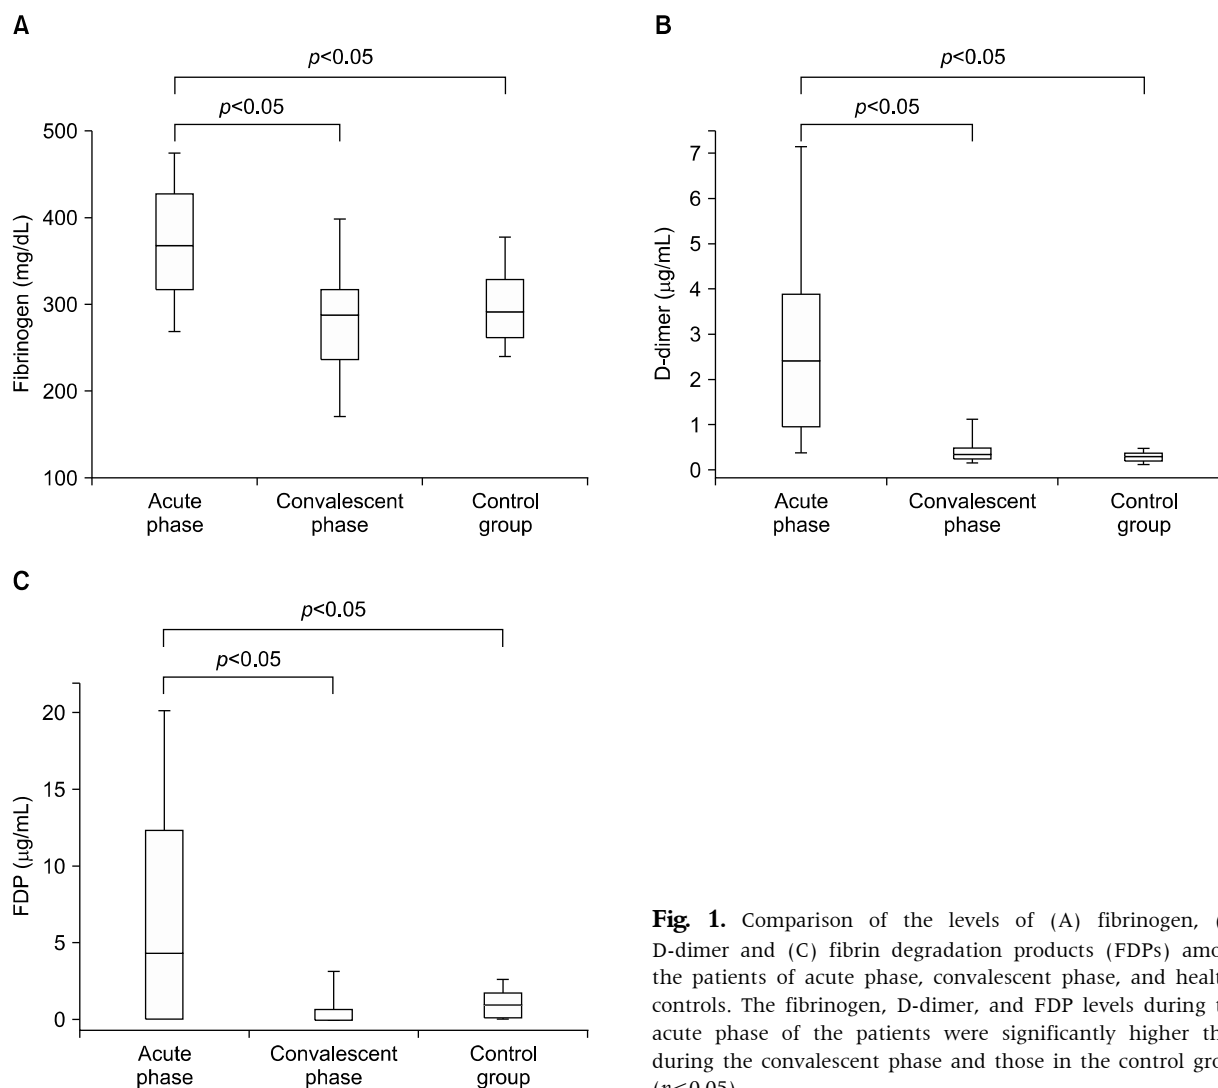 A
p<0.05
p<0.05
500
400
300
200
100
Fibrinogen (mg/dL)
Acute
phase
Convalescent
phase
Control
group
B
p<0.05
p<0.05
7
6
5
4
3
2
1
0
D-dimer (μg/mL)
Acute
phase
Convalescent
phase
Control
group
C
p<0.05
p<0.05
20
15
10
5
0
FDP (μg/mL)
Acute
phase
Convalescent
phase
Control
group
Fig. 1. Comparison of the levels of (A) fibrinogen,
D-dimer and (C) fibrin degradation products (FDPs)
the patients of acute phase, convalescent phase, and
controls. The fibrinogen, D-dimer, and FDP levels during
acute phase of the patients were significantly higher
during the convalescent phase and those in the control
(p<0.05)